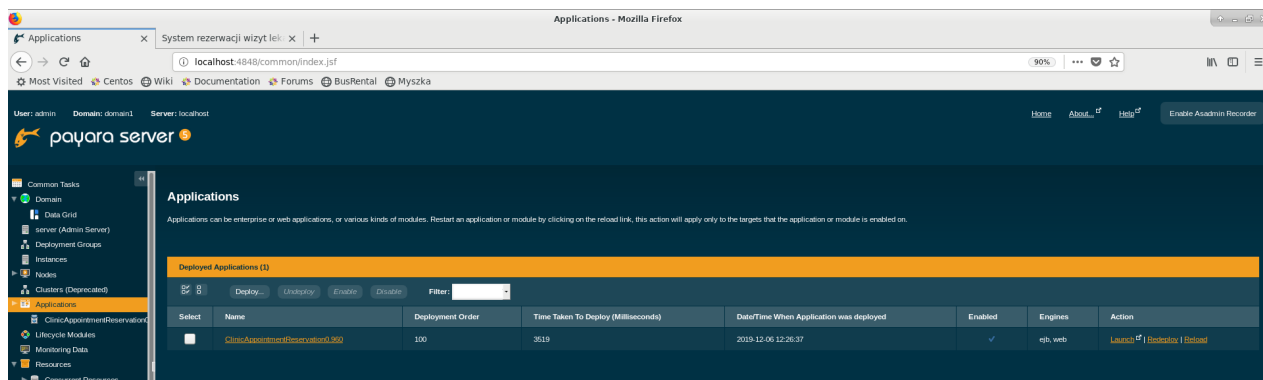 Applications - Mozilla Firefox
Applications × System rezerwacji wizyt lek × +
localhost:4848/common/index.jsf 90%
Most Visited Centos Wiki Documentation Forums BusRental Myszka
User: admin Domain: domain1 Server: localhost Home About... Help Enable Asadmin Recorder
payara server
Common Tasks
Domain
Data Grid
server (Admin Server)
Deployment Groups
Instances
Nodes
Clusters (Deprecated)
Applications
ClinicAppointmentReservation0
Lifecycle Modules
Monitoring Data
Resources
Concurrent Resources
Applications
Applications can be enterprise or web applications, or various kinds of modules. Restart an application or module by clicking on the reload link, this action will apply only to the targets that the application or module is enabled on.
Deployed Applications (1)
Deploy... Undeploy Enable Disable Filter:
Select Name Deployment Order Time Taken To Deploy (Milliseconds) Date/Time When Application was deployed Enabled Engines Action
ClinicAppointmentReservation0.960 100 3519 2019-12-06 12:26:37 ejb, web Launch | Redeploy | Reload